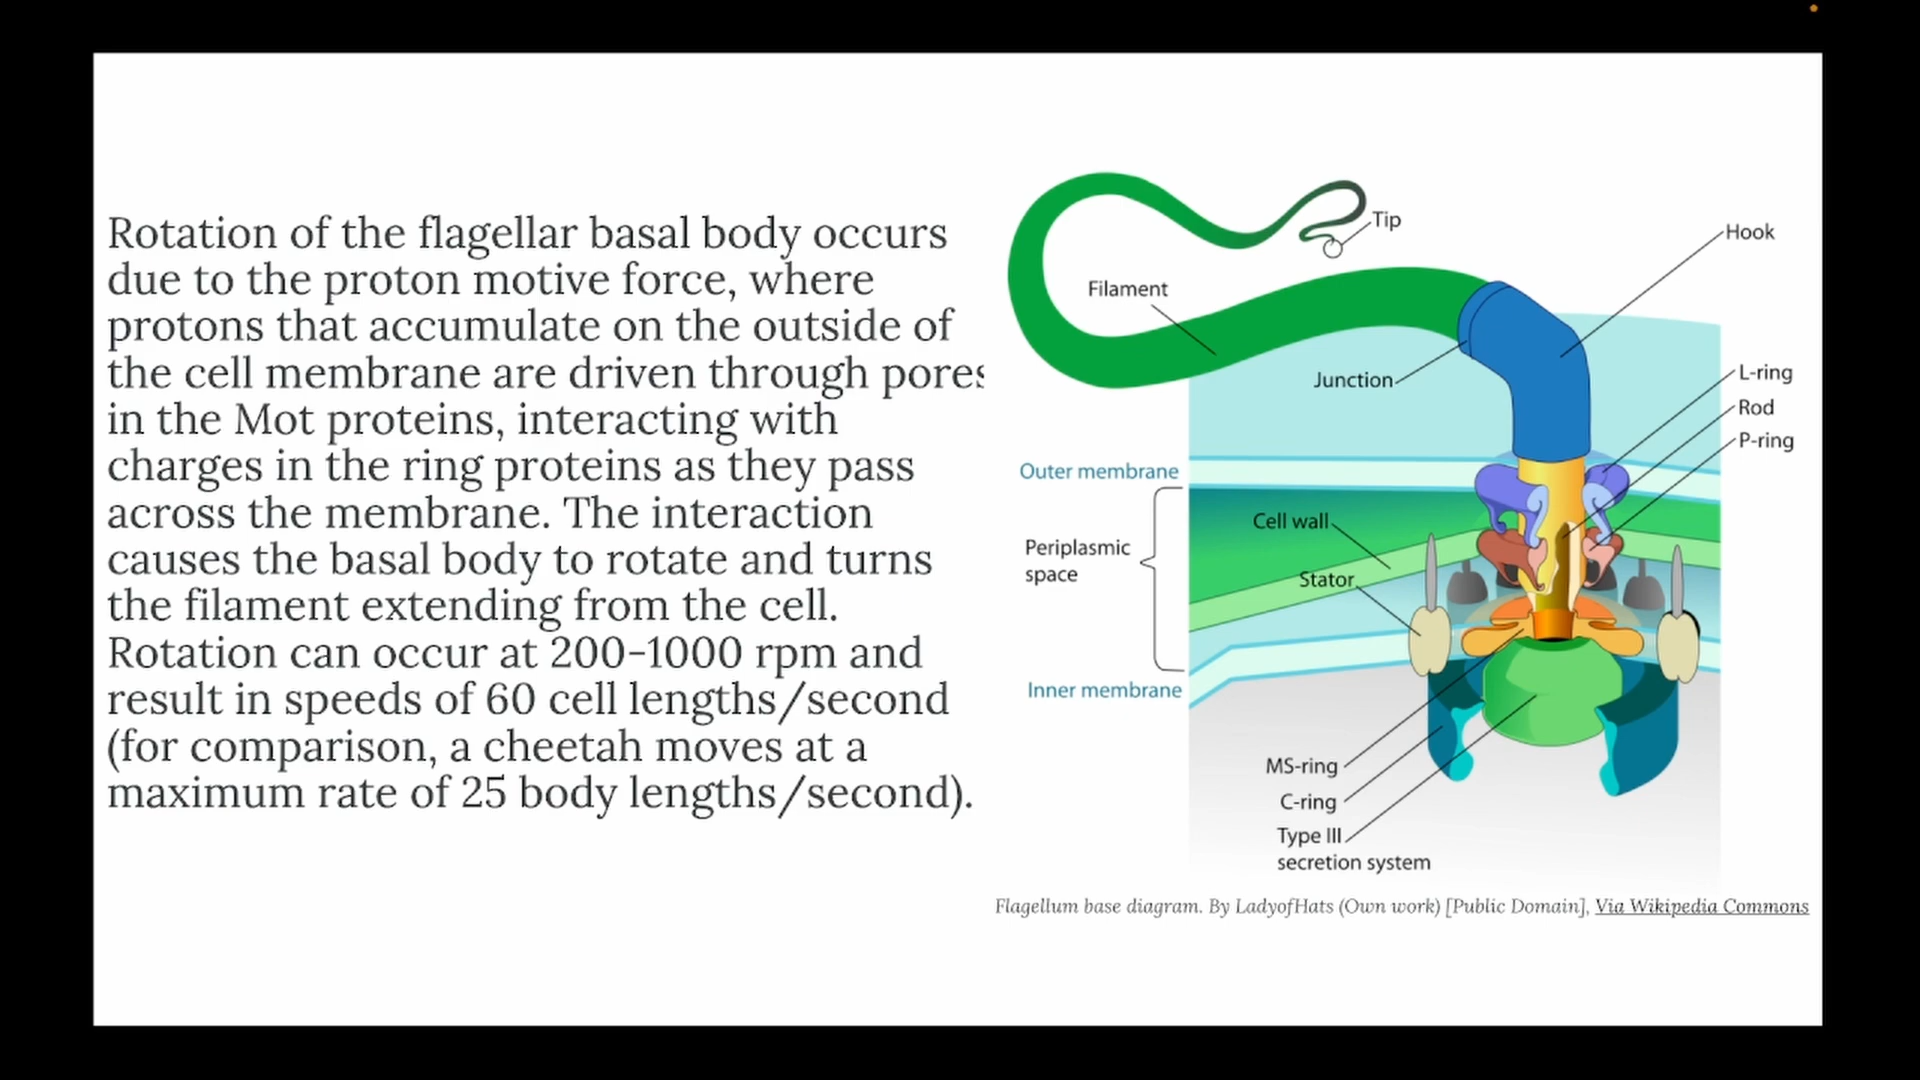 Rotation of the flagellar basal body occurs
due to the proton motive force, where
protons that accumulate on the outside of
the cell membrane are driven through pores
in the Mot proteins, interacting with
charges in the ring proteins as they pass
across the membrane. The interaction
causes the basal body to rotate and turns
the filament extending from the cell.
Rotation can occur at 200-1000 rpm and
result in speeds of 60 cell lengths/second
(for comparison, a cheetah moves at a
maximum rate of 25 body lengths/second).
Tip
Hook
Filament
Junction
L-ring
Rod
P-ring
Outer membrane
Cell wall
Periplasmic
space
Stator
Inner membrane
MS-ring
C-ring
Type III
secretion system
Flagellum base diagram. By LadyofHats (Own work) [Public Domain], Via Wikipedia Commons